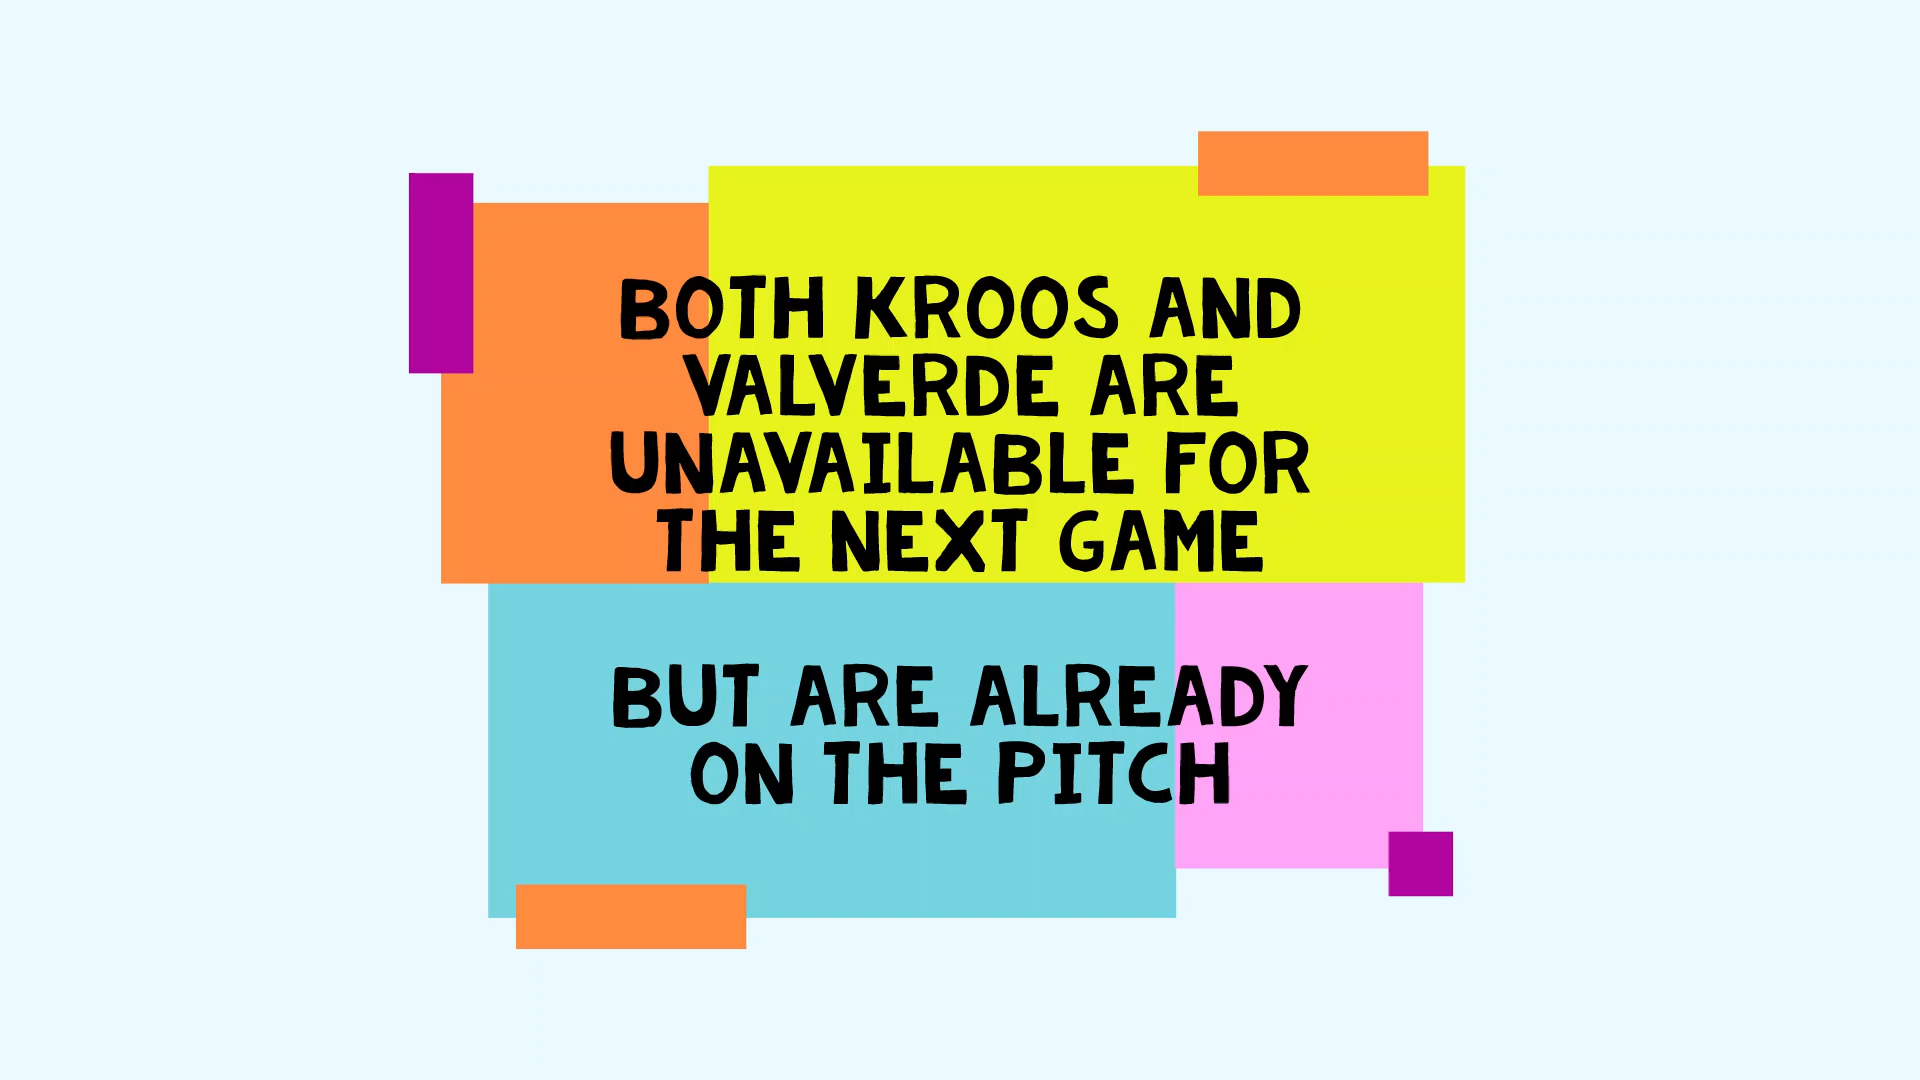 BOTH KROOS AND
VALVERDE ARE
UNAVAILABLE FOR
THE NEXT GAME
BUT ARE ALREADY
ON THE PITCH